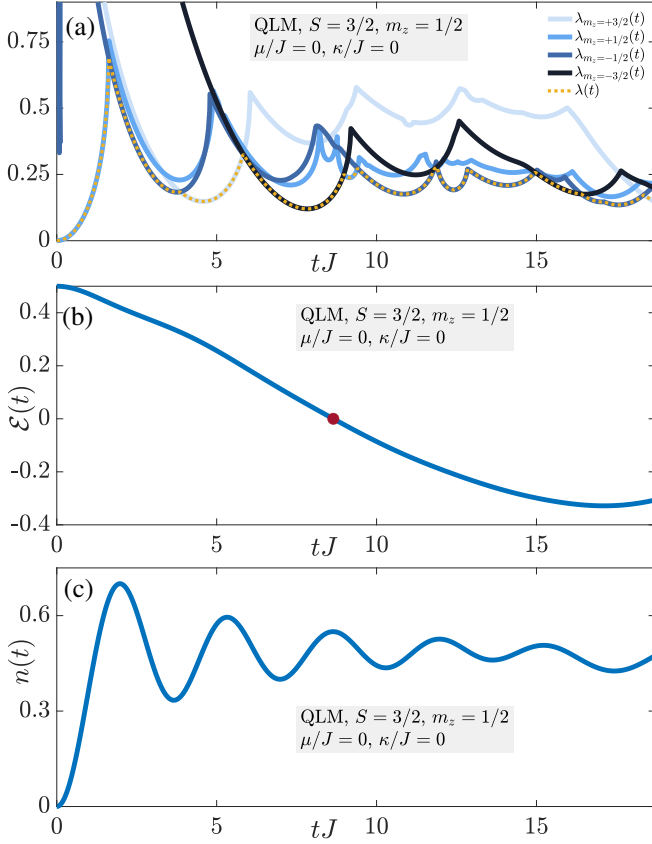 (a)
QLM, S = 3/2, m_z = 1/2
μ/J = 0, κ/J = 0
λ_{m_z=+3/2}(t)
λ_{m_z=+1/2}(t)
λ_{m_z=−1/2}(t)
λ_{m_z=−3/2}(t)
λ(t)
0.75
0.5
0.25
0
0 5 10 15
tJ
(b)
QLM, S = 3/2, m_z = 1/2
μ/J = 0, κ/J = 0
ℰ(t)
0.4
0.2
0
-0.2
-0.4
0 5 10 15
tJ
(c)
QLM, S = 3/2, m_z = 1/2
μ/J = 0, κ/J = 0
n(t)
0.6
0.3
0
0 5 10 15
tJ